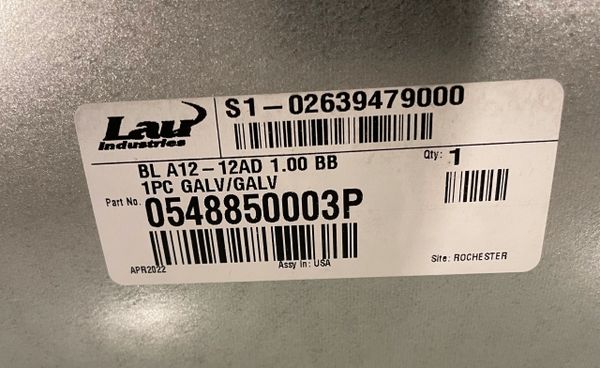 Lau
Industries
S1-02639479000
BL A12-12AD 1.00 BB
1PC GALV/GALV
Qty: 1
Part No. 0548850003P
APR2022
Assy In: USA
Site: ROCHESTER